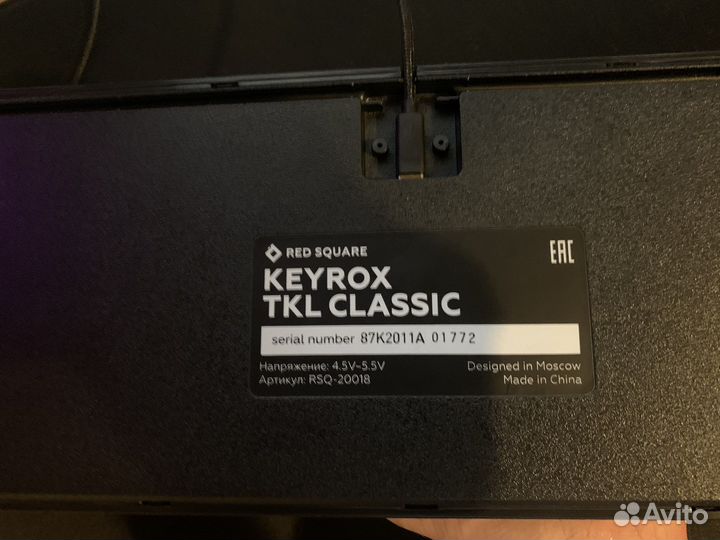 RED SQUARE
EAC
KEYROX
TKL CLASSIC
serial number 87K2011A 01772
Напряжение: 4.5V–5.5V
Артикул: RSQ-20018
Designed in Moscow
Made in China
Avito